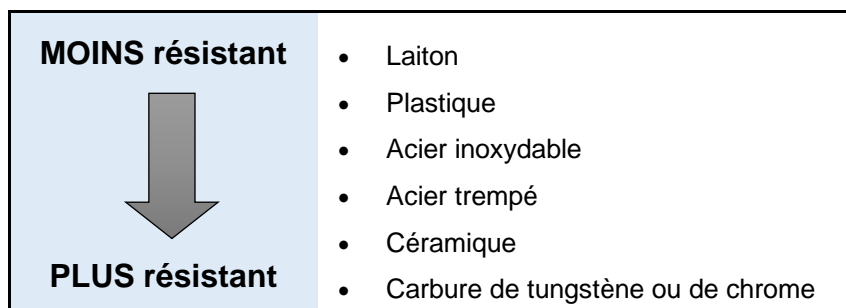 MOINS résistant
PLUS résistant
• Laiton
• Plastique
• Acier inoxydable
• Acier trempé
• Céramique
• Carbure de tungstène ou de chrome